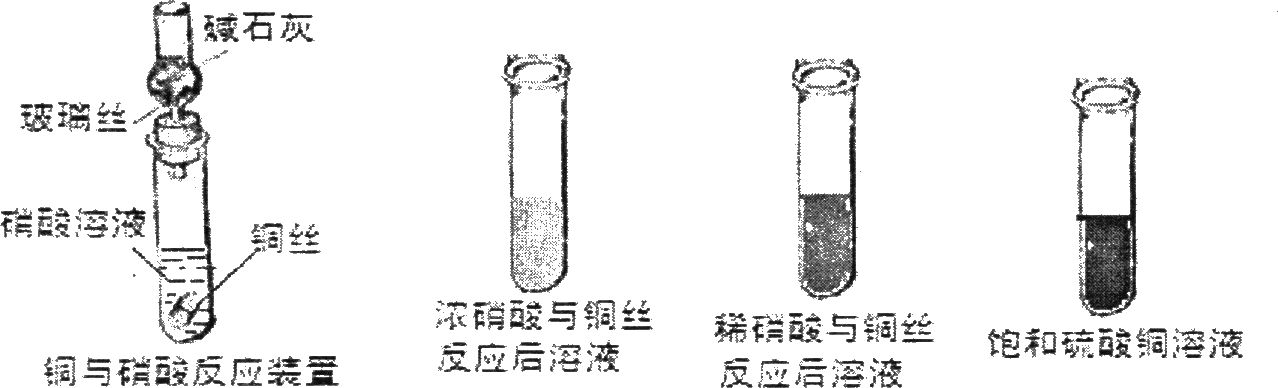 碱石灰
玻璃丝
硝酸溶液
铜丝
铜与硝酸反应装置
浓硝酸与铜丝
反应后溶液
稀硝酸与铜丝
反应后溶液
饱和硫酸铜溶液